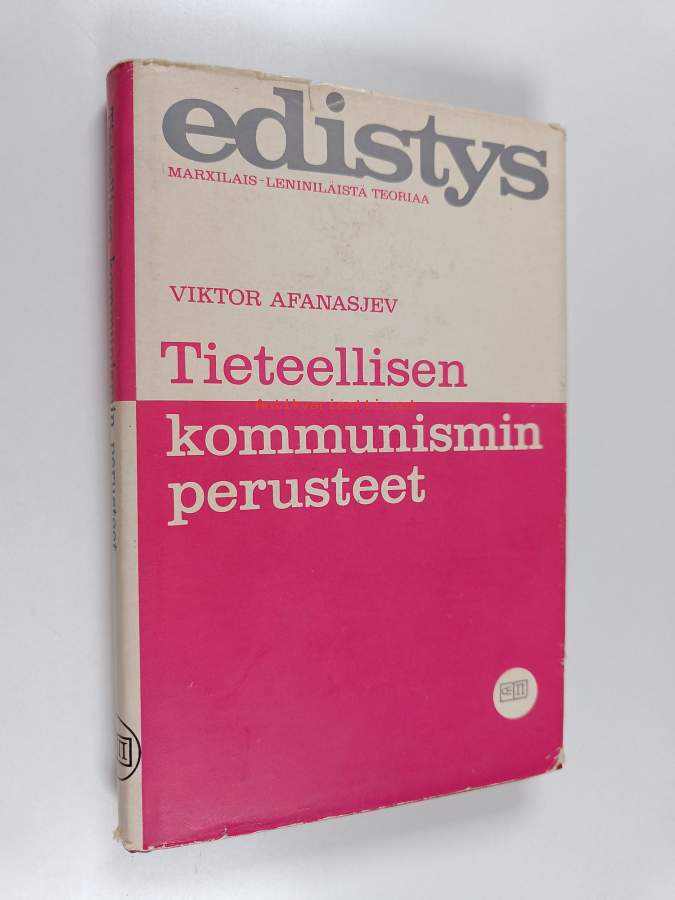 edistys
MARXILAIS-LENINILÄISTÄ TEORIAA
VIKTOR AFANASJEV
Tieteellisen
kommunismin
perusteet